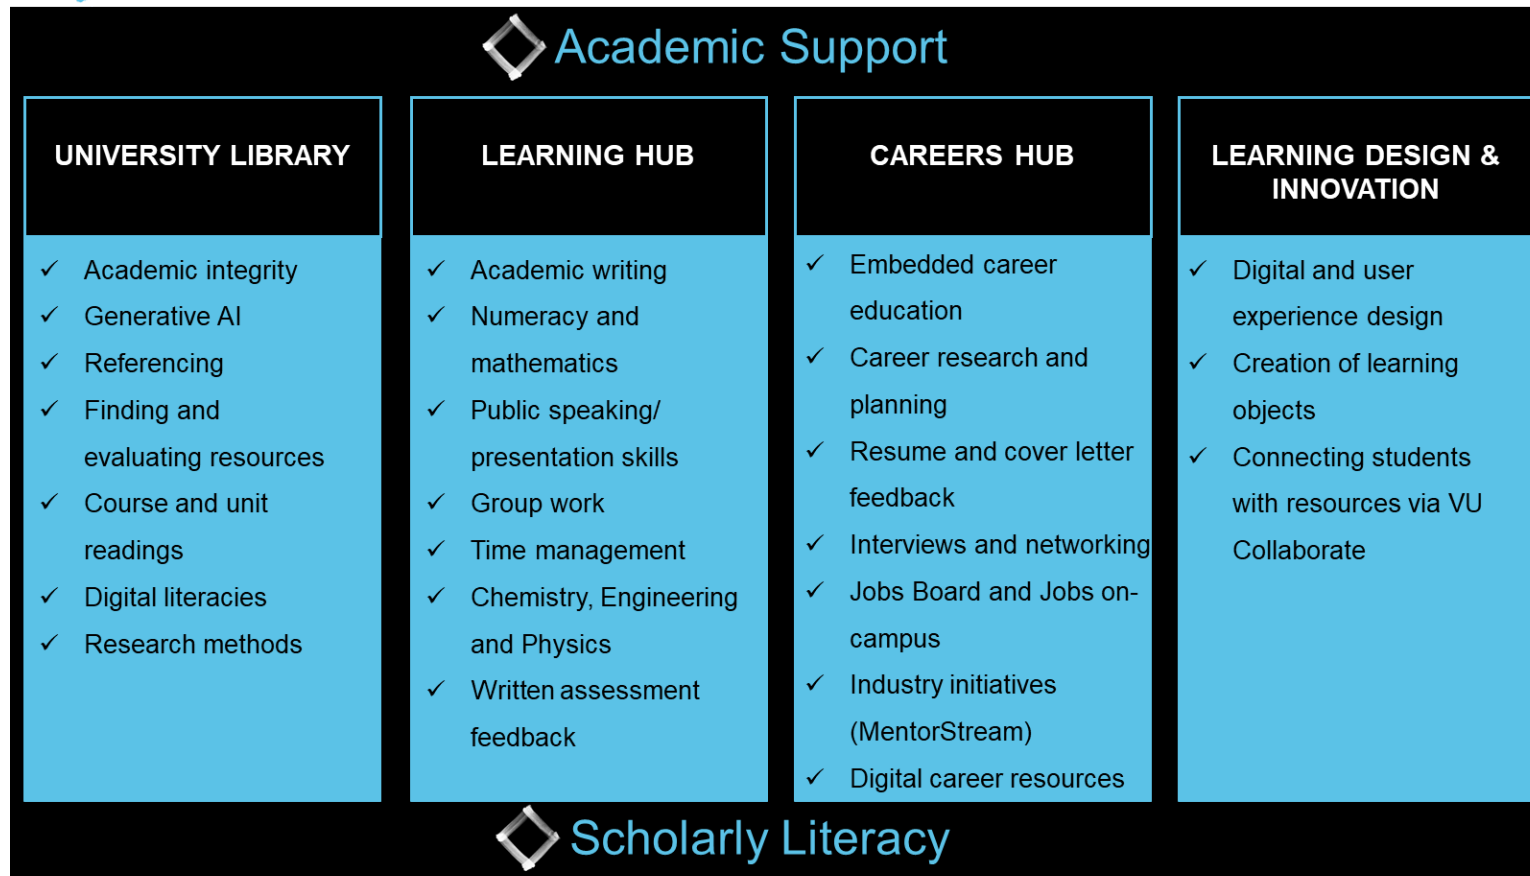 Academic Support
UNIVERSITY LIBRARY
Academic integrity
Generative AI
Referencing
Finding and
evaluating resources
Course and unit
readings
Digital literacies
Research methods
LEARNING HUB
Academic writing
Numeracy and
mathematics
Public speaking/
presentation skills
Group work
Time management
Chemistry, Engineering
and Physics
Written assessment
feedback
CAREERS HUB
Embedded career
education
Career research and
planning
Resume and cover letter
feedback
Interviews and networking
Jobs Board and Jobs on-
campus
Industry initiatives
(MentorStream)
Digital career resources
LEARNING DESIGN &
INNOVATION
Digital and user
experience design
Creation of learning
objects
Connecting students
with resources via VU
Collaborate
Scholarly Literacy